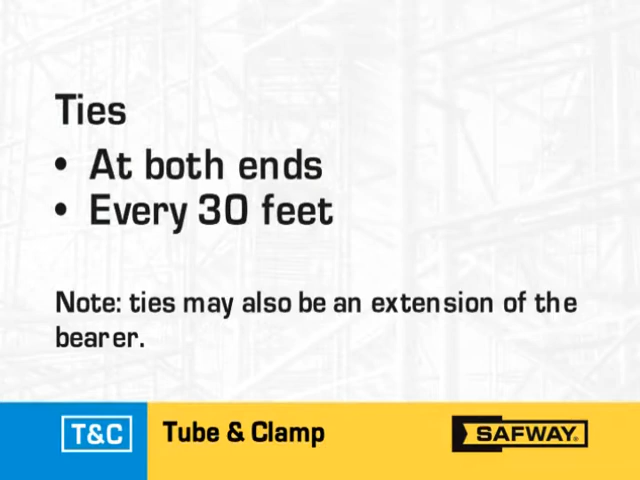 Ties
• At both ends
• Every 30 feet
Note: ties may also be an extension of the
bearer.
T&C
Tube & Clamp
SAFWAY®